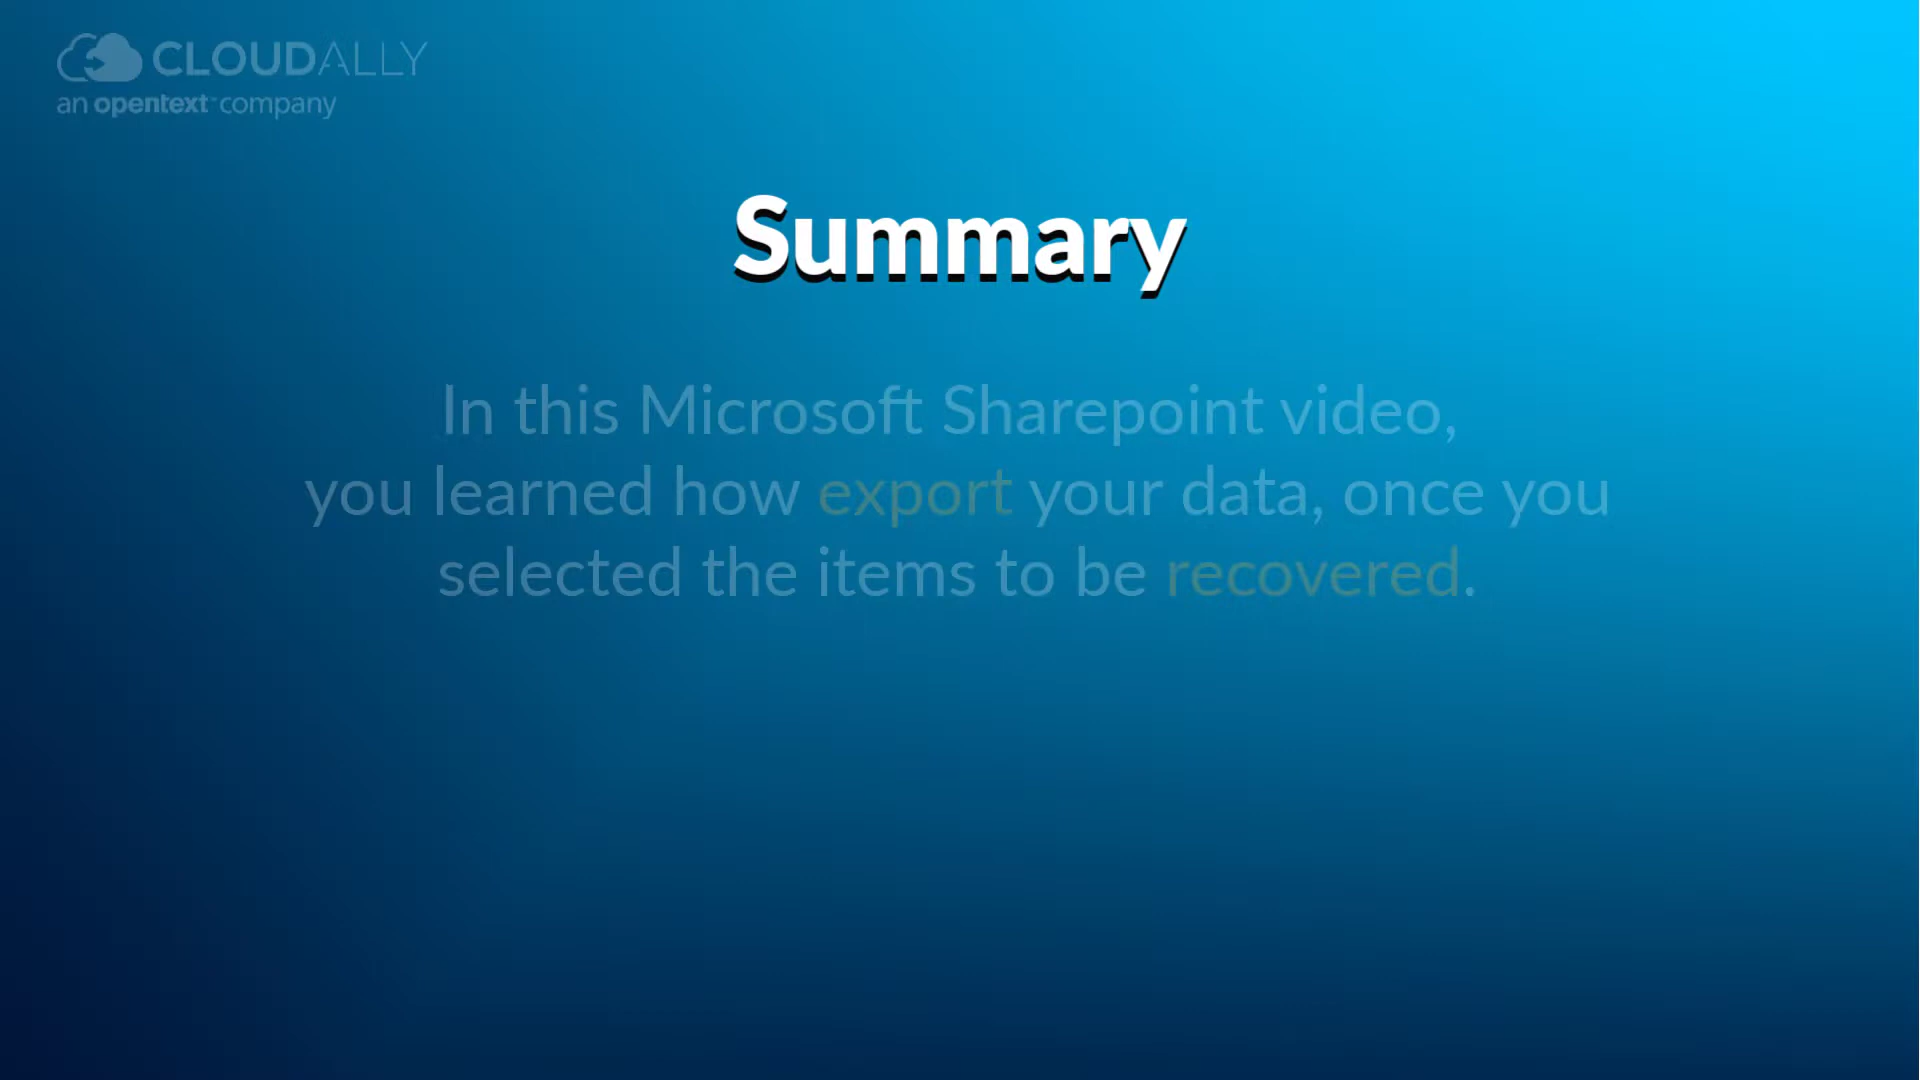 CLOUDALLY
an opentext™ company
Summary
In this Microsoft Sharepoint video,
you learned how export your data, once you
selected the items to be recovered.